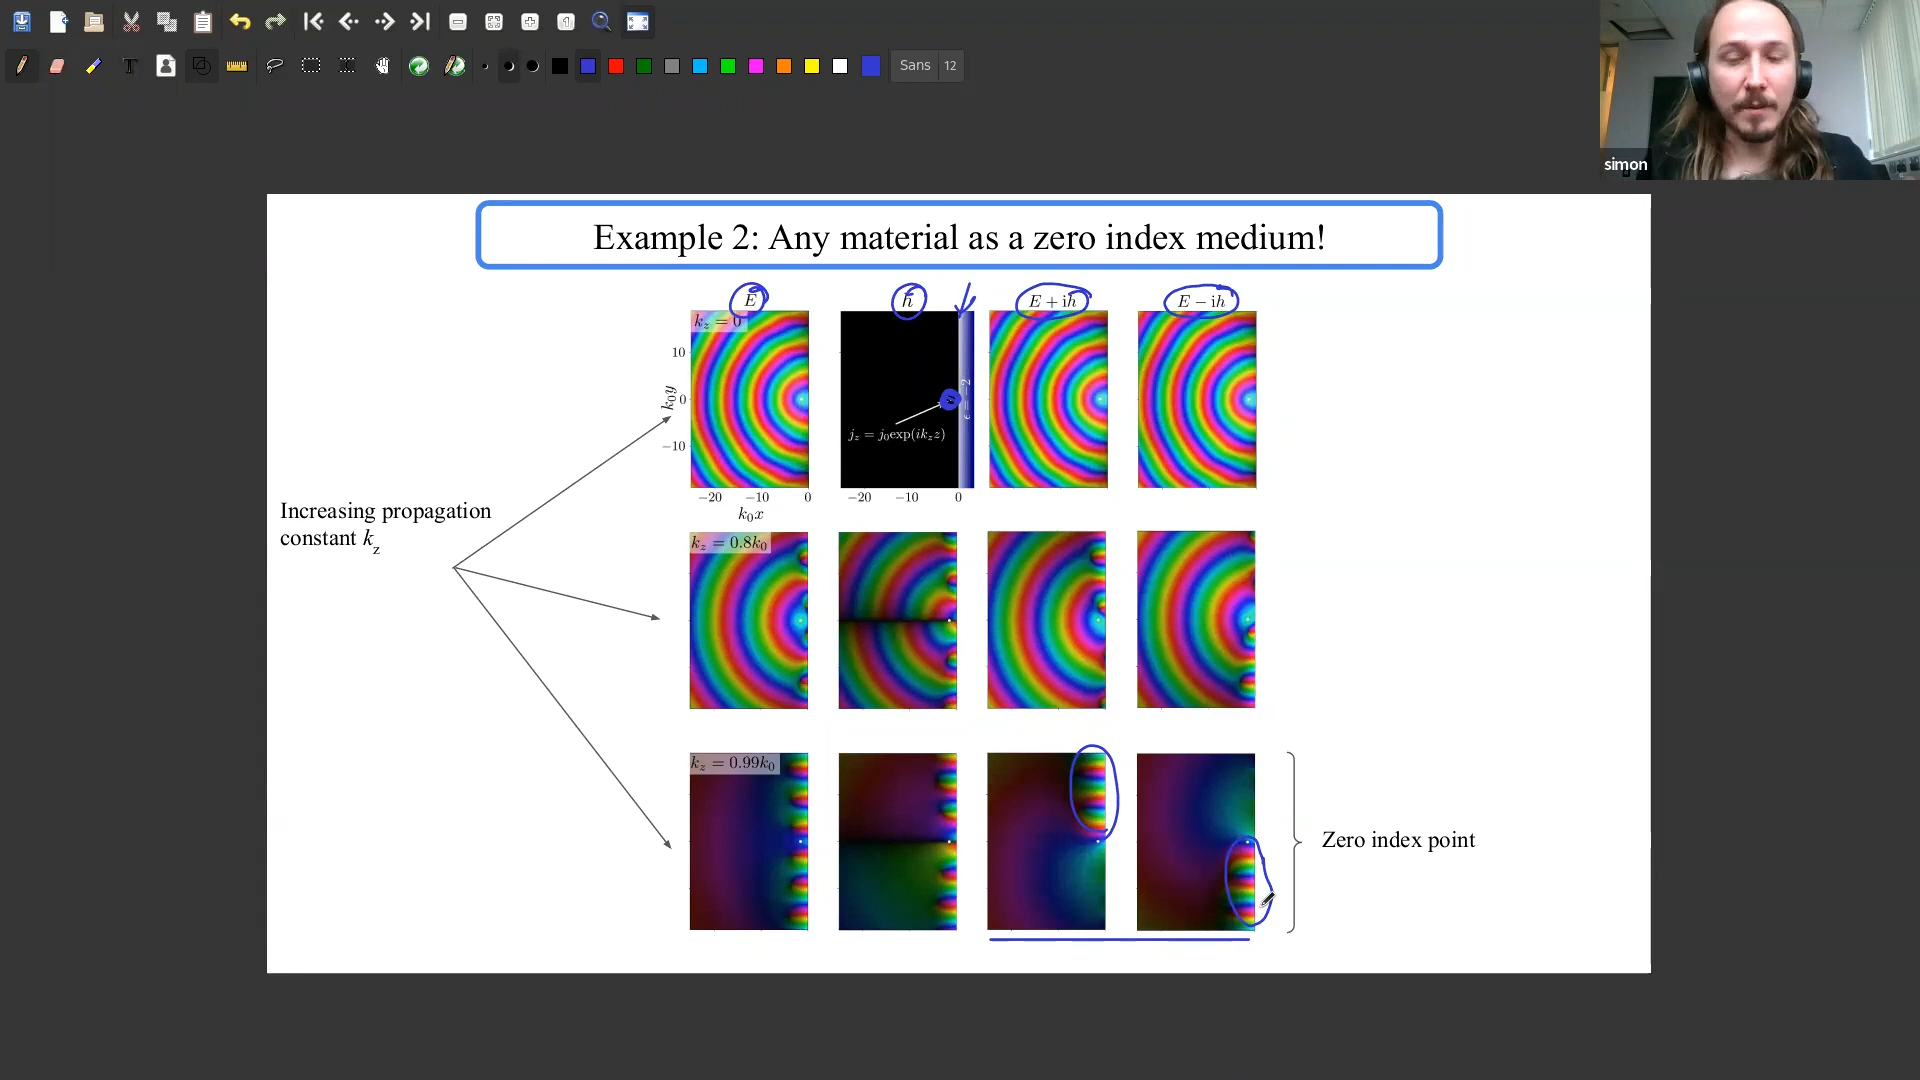 Sans 12
simon
Example 2: Any material as a zero index medium!
E h E + ih E − ih
k_z = 0
10
0
−10
k_0y
j_z = j_0exp(ik_z z)
ϵ = −2
−20 −10 0 −20 −10 0
k_0x
Increasing propagation
constant k_z
k_z = 0.8k_0
k_z = 0.99k_0
Zero index point